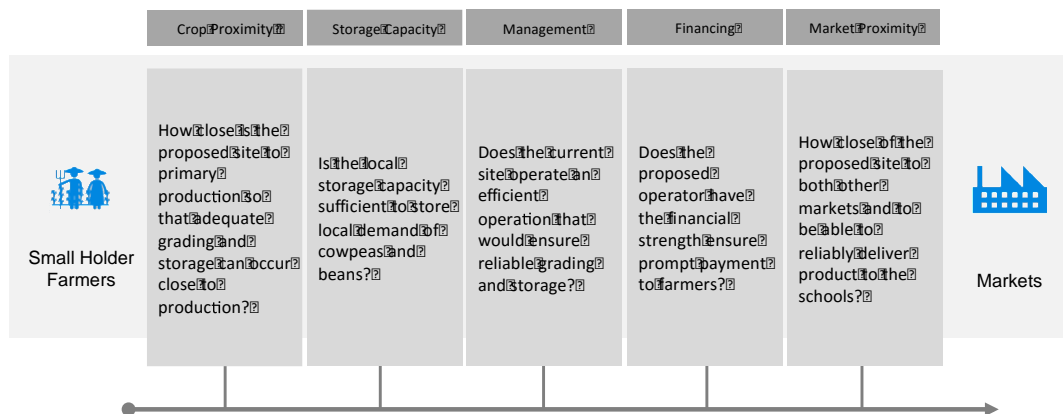 Crop Proximity
Storage Capacity
Management
Financing
Market Proximity
How close is the
proposed site to
primary
production so
that adequate
grading and
storage can occur
close to
production?
Is the local
storage capacity
sufficient to store
local demand of
cowpeas and
beans?
Does the current
site operate an
efficient
operation that
would ensure
reliable grading
and storage?
Does the
proposed
operator have
the financial
strength ensure
prompt payment
to farmers?
How close of the
proposed site to
both other
markets and to
be able to
reliably deliver
product to the
schools?
Small Holder
Farmers
Markets